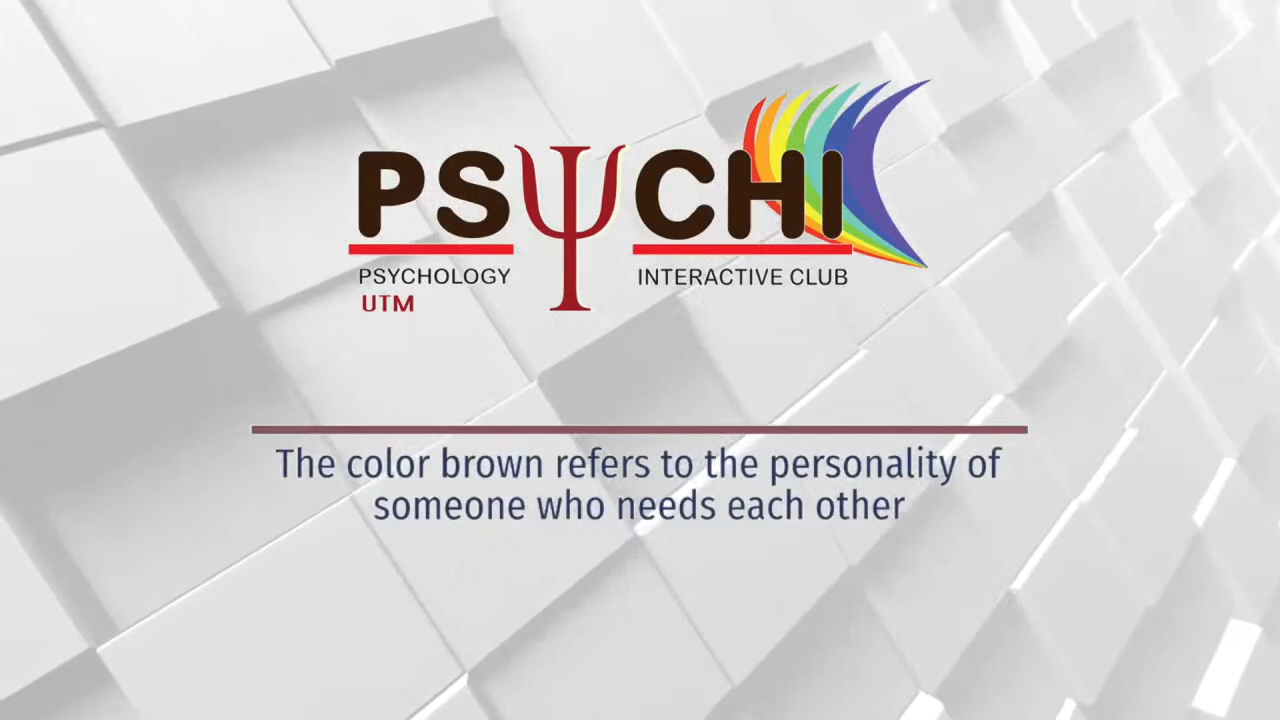 PSΨCHI
PSYCHOLOGY INTERACTIVE CLUB
UTM
The color brown refers to the personality of
someone who needs each other